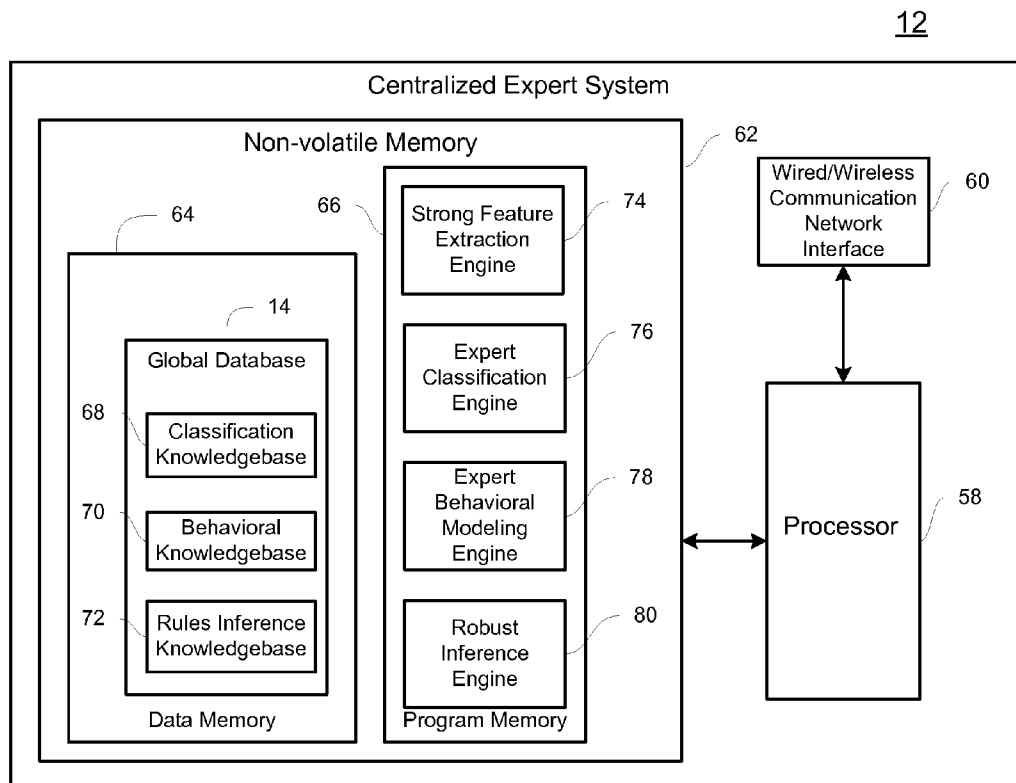 12
Centralized Expert System
Non-volatile Memory
62
Wired/Wireless
Communication
Network
Interface
60
64
66
Strong Feature
Extraction
Engine
74
14
Global Database
76
Expert
Classification
Engine
68
Classification
Knowledgebase
70
Behavioral
Knowledgebase
Expert
Behavioral
Modeling
Engine
78
Processor
58
72
Rules Inference
Knowledgebase
Robust
Inference
Engine
80
Data Memory
Program Memory